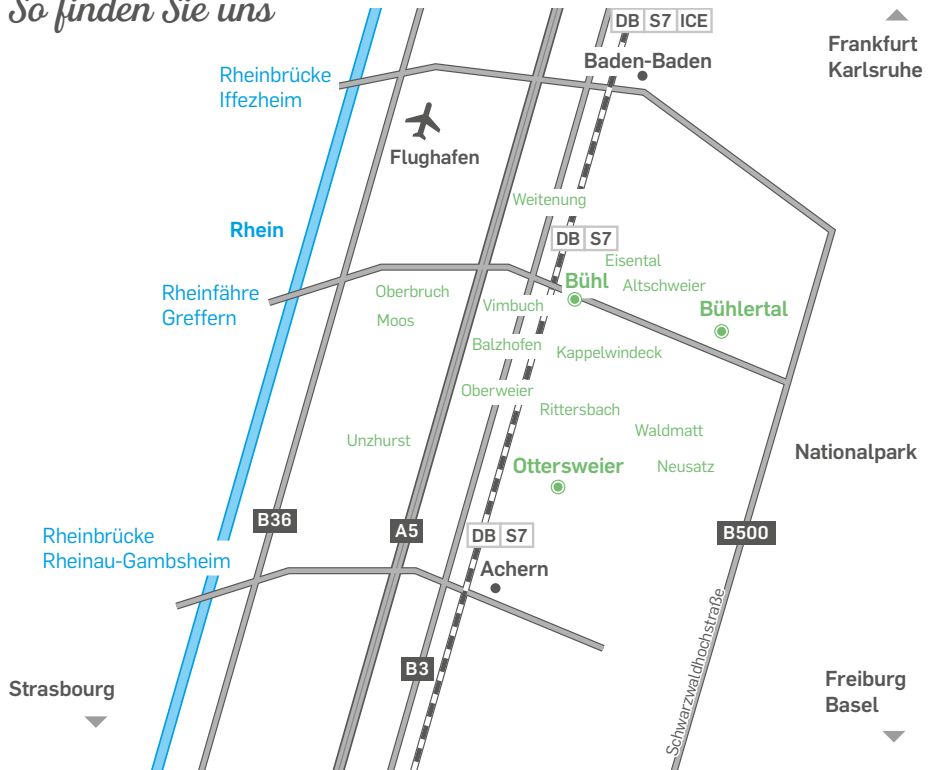 So finden Sie uns
DB S7 ICE
Frankfurt
Karlsruhe
Baden-Baden
Rheinbrücke
Iffezheim
Flughafen
Weitenung
Rhein
DB S7
Eisental
Bühl
Altschweier
Rheinfähre
Greffern
Oberbruch
Vimbuch
Bühlertal
Moos
Balzhofen
Kappelwindeck
Oberweier
Rittersbach
Waldmatt
Unzhurst
Nationalpark
Ottersweier
Neusatz
B36
A5
DB S7
B500
Rheinbrücke
Rheinau-Gambsheim
Achern
B3
Schwarzwaldhochstraße
Strasbourg
Freiburg
Basel